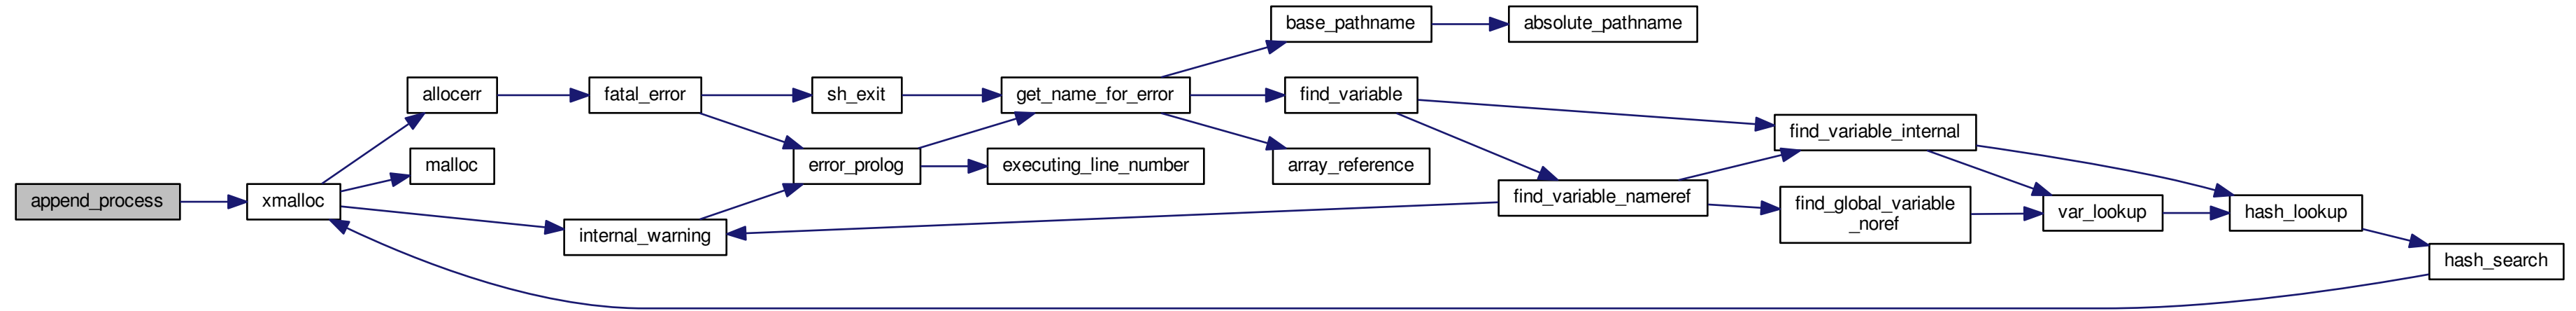 base_pathname
absolute_pathname
allocerr
fatal_error
sh_exit
get_name_for_error
find_variable
find_variable_internal
malloc
error_prolog
executing_line_number
array_reference
append_process
xmalloc
find_variable_nameref
find_global_variable
_noref
var_lookup
hash_lookup
internal_warning
hash_search